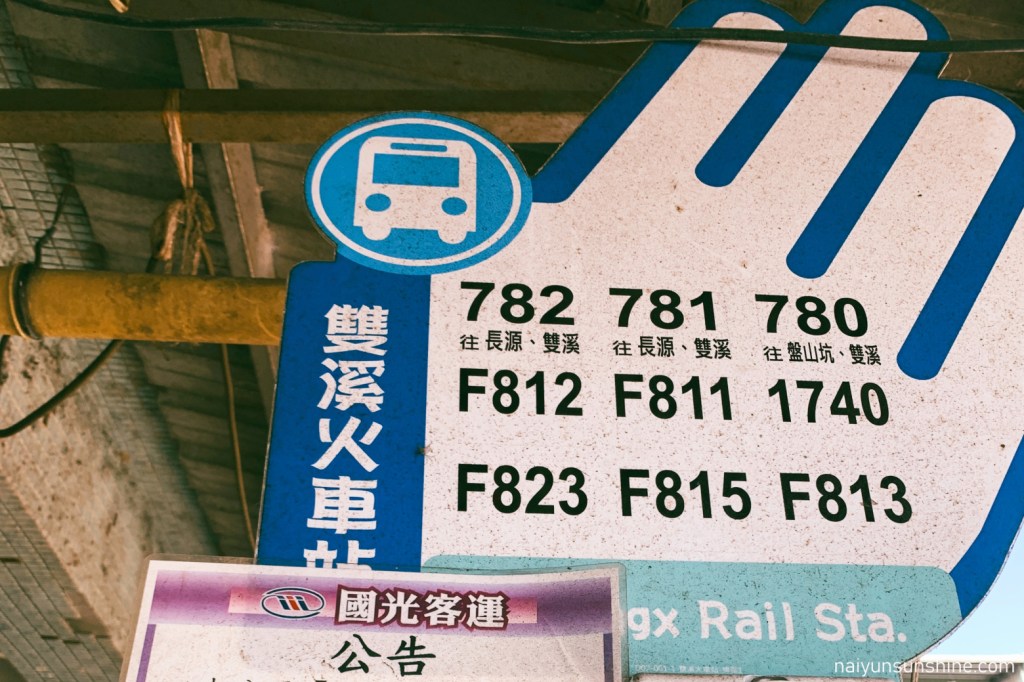 雙溪火車站
782 781 780
往 長源、雙溪 往 長源、雙溪 往 盤山坑、雙溪
F812 F811 1740
F823 F815 F813
gx Rail Sta.
國光客運
公告
naiyunsunshine.com